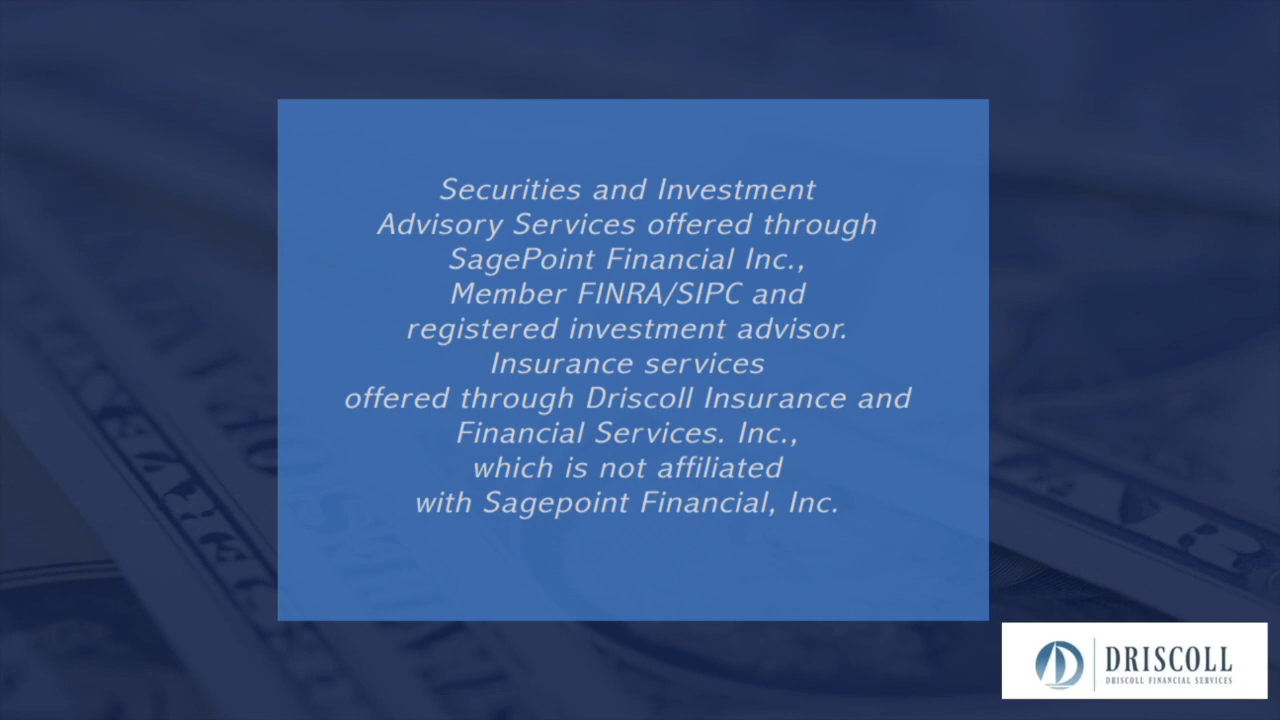 Securities and Investment
Advisory Services offered through
SagePoint Financial Inc.,
Member FINRA/SIPC and
registered investment advisor.
Insurance services
offered through Driscoll Insurance and
Financial Services. Inc.,
which is not affiliated
with Sagepoint Financial, Inc.
DRISCOLL
DRISCOLL FINANCIAL SERVICES